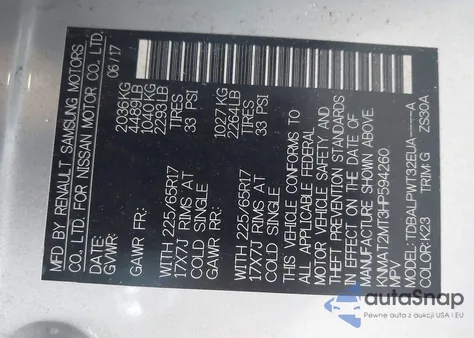 MFD BY RENAULT SAMSUNG MOTORS
CO., LTD. FOR NISSAN MOTOR CO., LTD.
DATE: 06/17
GVWR: 2036KG
4489LB
GAWR FR: 1040KG
2293LB
WITH 225/65R17 TIRES
17X7J RIMS AT 33 PSI
COLD SINGLE
GAWR RR: 1027KG
2264LB
WITH 225/65R17 TIRES
17X7J RIMS AT 33 PSI
COLD SINGLE
THIS VEHICLE CONFORMS TO
ALL APPLICABLE FEDERAL
MOTOR VEHICLE SAFETY AND
THEFT PREVENTION STANDARDS
IN EFFECT ON THE DATE OF
MANUFACTURE SHOWN ABOVE.
KNMAT2MT3HP594260
MPV
MODEL: TDBALPWT32EUA-----A
COLOR:K23 TRIM:G ZS30A
autoSnap
Pewne auta z aukcji USA i EU